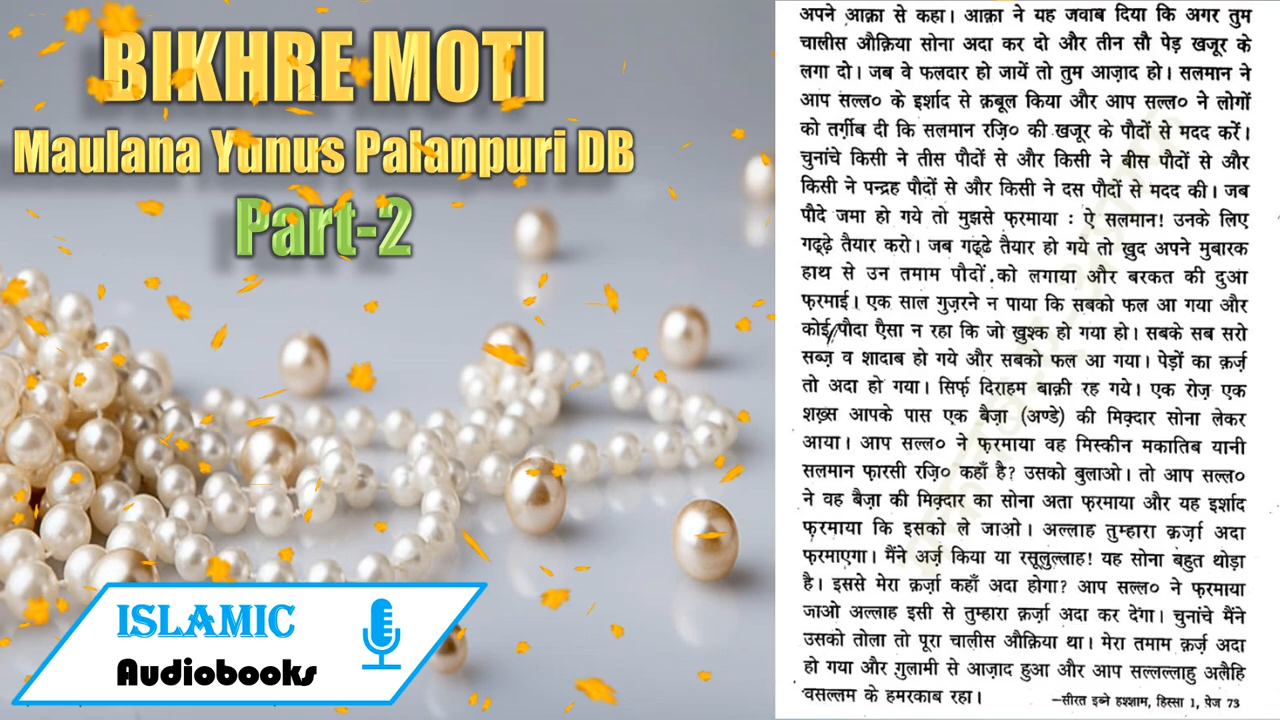 BIKHRE MOTI
Maulana Yunus Palanpuri DB
Part-2
ISLAMIC
Audiobooks
अपने आक़ा से कहा। आक़ा ने यह जवाब दिया कि अगर तुम
चालीस औक़िया सोना अदा कर दो और तीन सौ पेड़ खजूर के
लगा दो। जब वे फलदार हो जायें तो तुम आज़ाद हो। सलमान ने
आप सल्ल० के इर्शाद से क़बूल किया और आप सल्ल० ने लोगों
को तर्ग़ीब दी कि सलमान रज़ि० की खजूर के पौदों से मदद करें।
चुनांचे किसी ने तीस पौदों से और किसी ने बीस पौदों से और
किसी ने पन्द्रह पौदों से और किसी ने दस पौदों से मदद की। जब
पौदे जमा हो गये तो मुझसे फ़रमाया : ऐ सलमान! उनके लिए
गढ्ढ़े तैयार करो। जब गढ्ढे तैयार हो गये तो ख़ुद अपने मुबारक
हाथ से उन तमाम पौदों को लगाया और बरकत की दुआ
फ़रमाई। एक साल गुज़रने न पाया कि सबको फल आ गया और
कोई पौदा ऐसा न रहा कि जो ख़ुश्क हो गया हो। सबके सब सरो
सब्ज़ व शादाब हो गये और सबको फल आ गया। पेड़ों का क़र्ज़
तो अदा हो गया। सिर्फ़ दिराहम बाक़ी रह गये। एक रोज़ एक
शख़्स आपके पास एक बैज़ा (अण्डे) की मिक़्दार सोना लेकर
आया। आप सल्ल० ने फ़रमाया वह मिस्कीन मकातिब यानी
सलमान फ़ारसी रज़ि० कहाँ है? उसको बुलाओ। तो आप सल्ल०
ने वह बैज़ा की मिक़्दार का सोना अता फ़रमाया और यह इर्शाद
फ़रमाया कि इसको ले जाओ। अल्लाह तुम्हारा क़र्ज़ा अदा
फ़रमाएगा। मैंने अर्ज़ किया या रसूलुल्लाह! यह सोना बहुत थोड़ा
है। इससे मेरा क़र्ज़ा कहाँ अदा होगा? आप सल्ल० ने फ़रमाया
जाओ अल्लाह इसी से तुम्हारा क़र्ज़ा अदा कर देंगा। चुनांचे मैंने
उसको तोला तो पूरा चालीस औक़िया था। मेरा तमाम क़र्ज़ अदा
हो गया और ग़ुलामी से आज़ाद हुआ और आप सल्लल्लाहु अलैहि
वसल्लम के हमरकाब रहा।
–सीरत इब्ने हश्शाम, हिस्सा 1, पेज 73